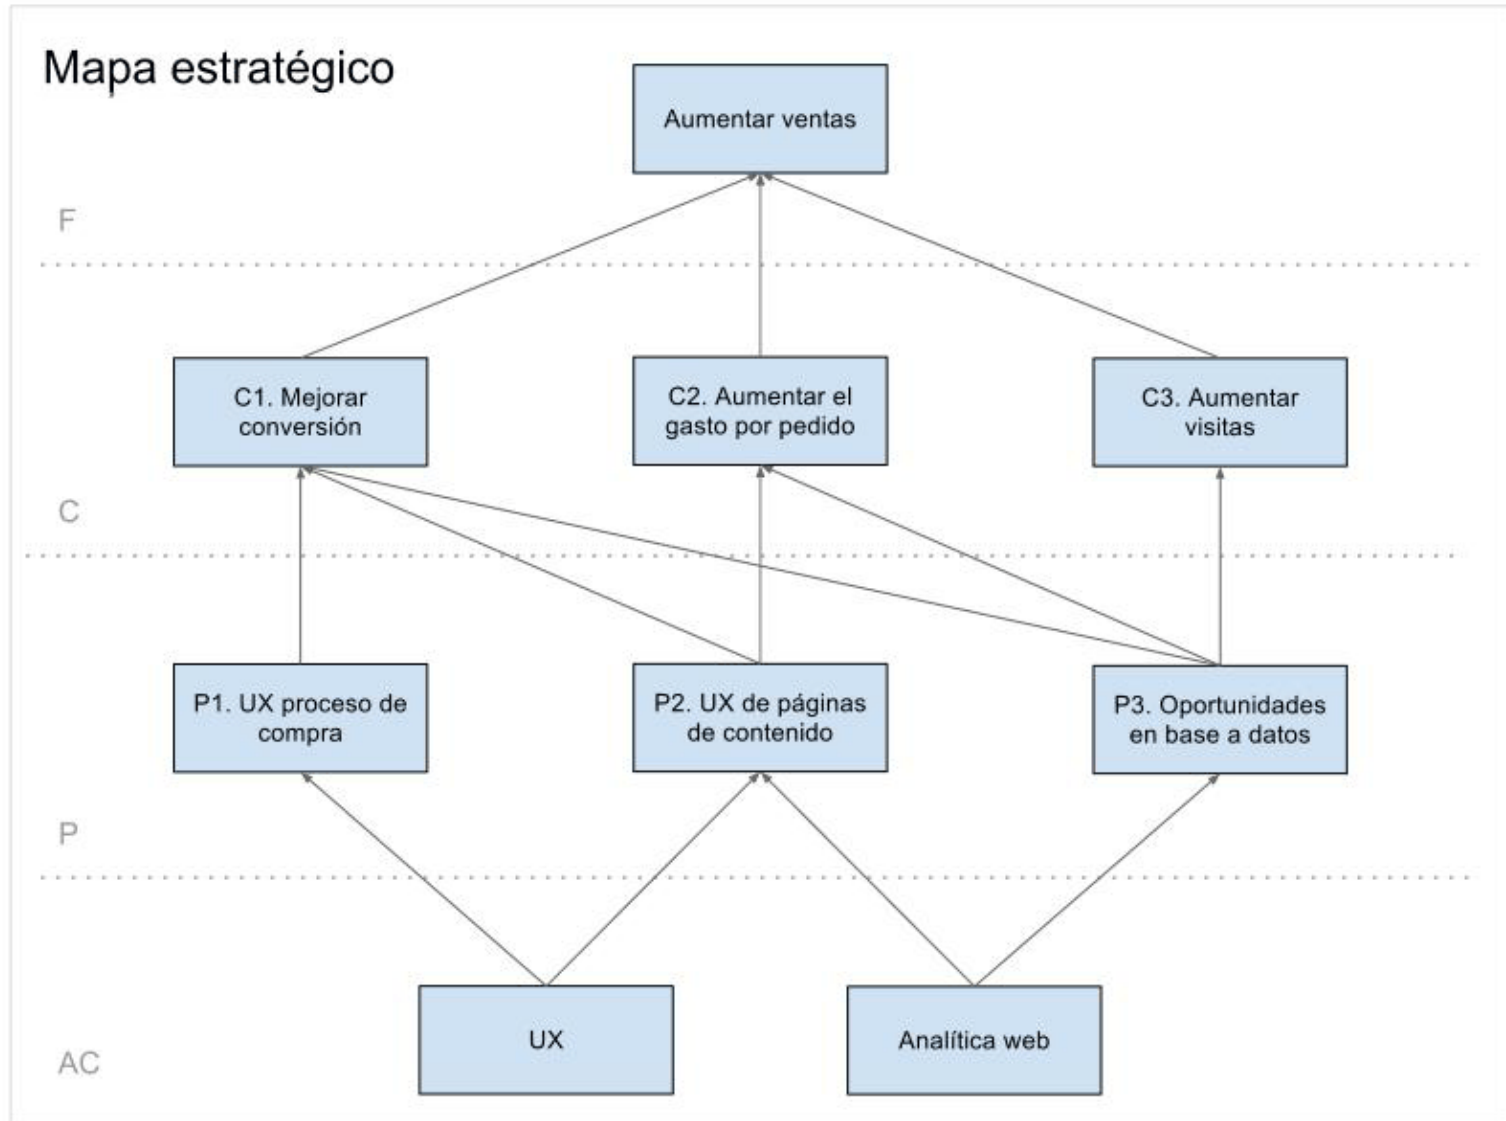 Mapa estratégico
Aumentar ventas
F
C1. Mejorar
conversión
C2. Aumentar el
gasto por pedido
C3. Aumentar
visitas
C
P1. UX proceso de
compra
P2. UX de páginas
de contenido
P3. Oportunidades
en base a datos
P
UX
Analítica web
AC